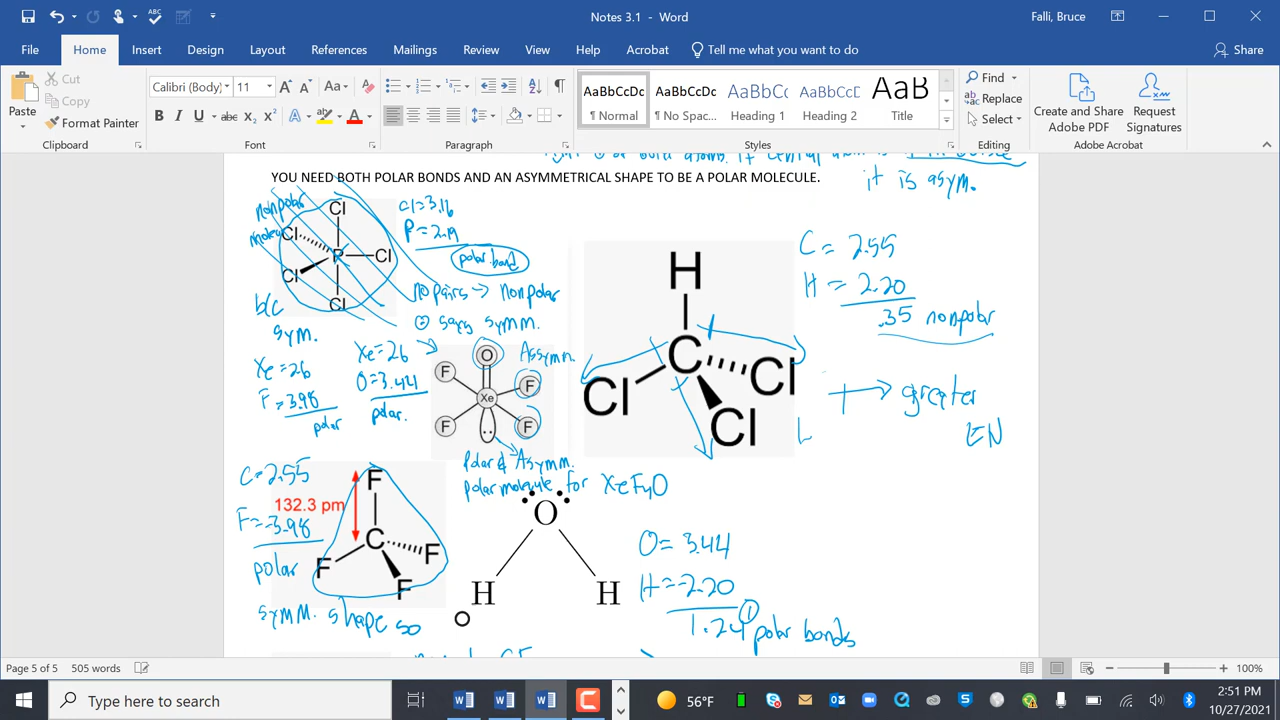 Notes 3.1 - Word
Falli, Bruce
File Home Insert Design Layout References Mailings Review View Help Acrobat Tell me what you want to do Share
Paste
Cut
Copy
Format Painter
Calibri (Body) 11
Clipboard Font Paragraph Styles Editing Adobe Acrobat
AaBbCcDc AaBbCcDc AaBbCc AaBbCcD AaB
¶ Normal ¶ No Spac... Heading 1 Heading 2 Title
Find
Replace
Select
Create and Share Adobe PDF
Request Signatures
it is asym.
YOU NEED BOTH POLAR BONDS AND AN ASYMMETRICAL SHAPE TO BE A POLAR MOLECULE.
nonpolar
Cl
Cl
P
Cl
Cl
Cl
Cl=3.16
P=2.19
polar bond
no pairs → nonpolar
says symm.
b/c
sym.
Xe=26
F=3.98
polar
Xe=26
O=3.44
polar.
Assymm.
O
F F
Xe
F F
Polar & Assymm.
polar molecule for XeF4O
H
C
Cl Cl
Cl
C = 2.55
H = 2.20
.35 nonpolar
greater
EN
C=2.55
F=-3.98
polar
132.3 pm
F
C
F F
F
symm. shape so
O
H H
O= 3.44
H=-2.20
1.24 polar bonds
Page 5 of 5 505 words 100%
Type here to search
56°F
2:51 PM
10/27/2021